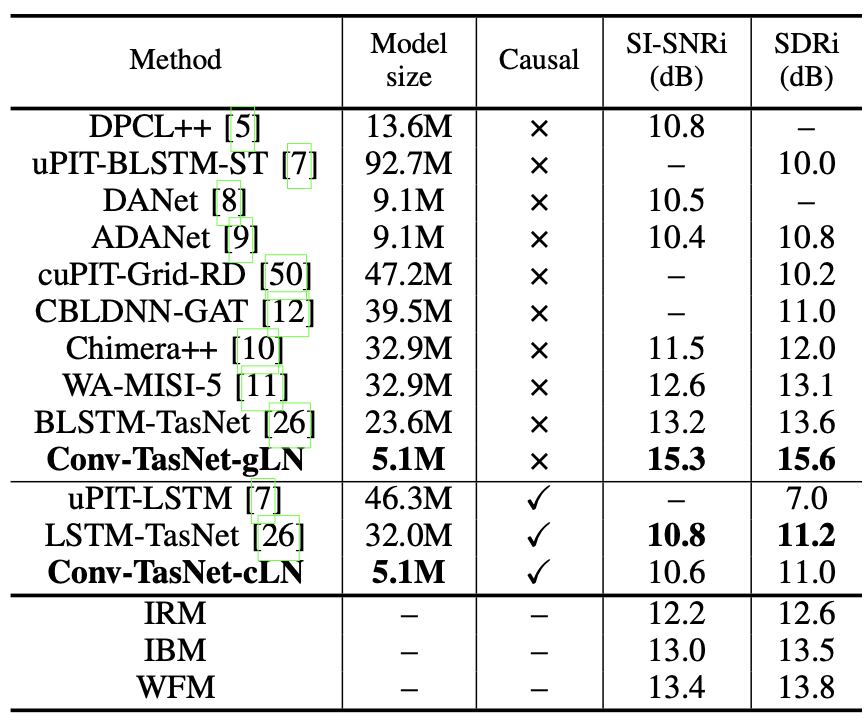 Method Model size Causal SI-SNRi (dB) SDRi (dB)
DPCL++ [5] 13.6M × 10.8 –
uPIT-BLSTM-ST [7] 92.7M × – 10.0
DANet [8] 9.1M × 10.5 –
ADANet [9] 9.1M × 10.4 10.8
cuPIT-Grid-RD [50] 47.2M × – 10.2
CBLDNN-GAT [12] 39.5M × – 11.0
Chimera++ [10] 32.9M × 11.5 12.0
WA-MISI-5 [11] 32.9M × 12.6 13.1
BLSTM-TasNet [26] 23.6M × 13.2 13.6
Conv-TasNet-gLN 5.1M × 15.3 15.6
uPIT-LSTM [7] 46.3M ✓ – 7.0
LSTM-TasNet [26] 32.0M ✓ 10.8 11.2
Conv-TasNet-cLN 5.1M ✓ 10.6 11.0
IRM – – 12.2 12.6
IBM – – 13.0 13.5
WFM – – 13.4 13.8